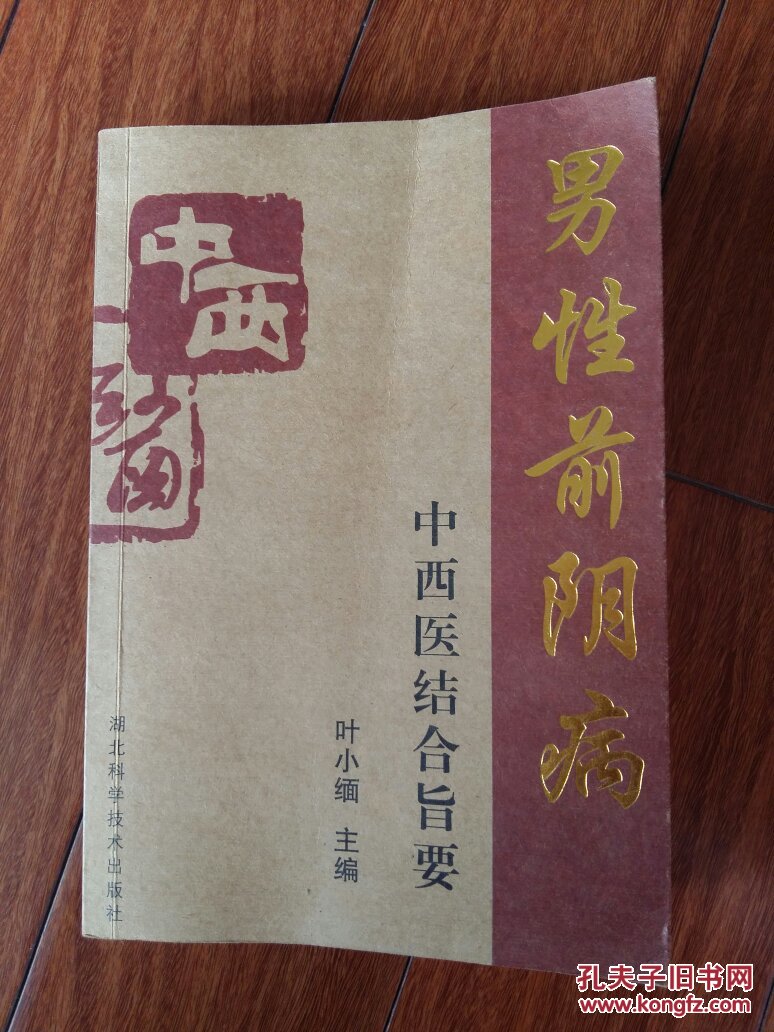 男性前阴病
中西医结合旨要
叶小缅 主编
中西
湖北科学技术出版社
孔夫子旧书网
www.kongfz.com